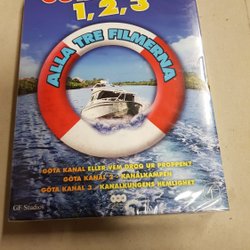 1, 2, 3
ALLA TRE FILMERNA
GÖTA KANAL ELLER VEM DROG UR PROPPEN?
GÖTA KANAL 2 - KANALKAMPEN
GÖTA KANAL 3 - KANALKUNGENS HEMLIGHET
GF Studios